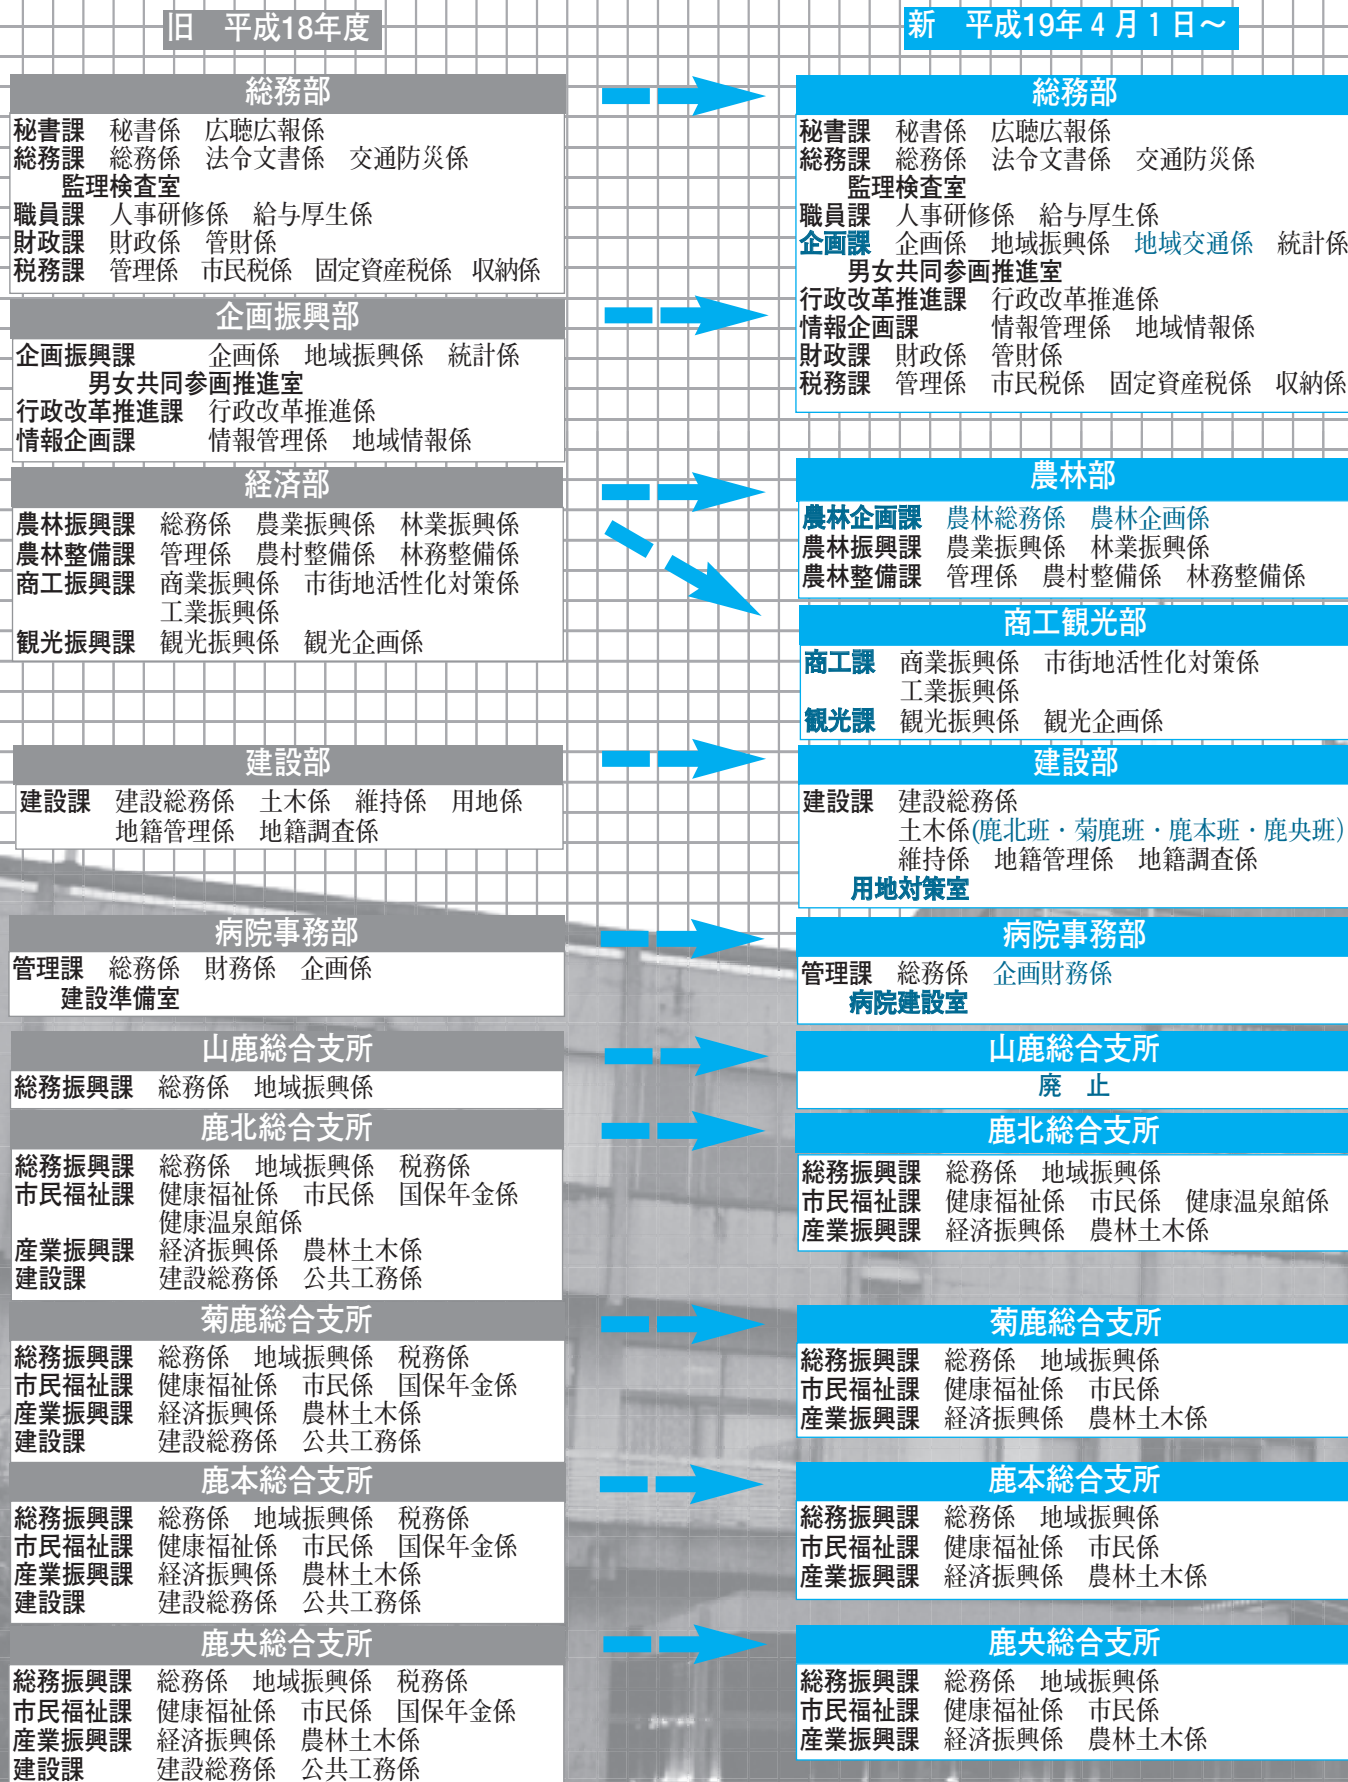 旧　平成18年度
総務部
秘書課　秘書係　広聴広報係
総務課　総務係　法令文書係　交通防災係
監理検査室
職員課　人事研修係　給与厚生係
財政課　財政係　管財係
税務課　管理係　市民税係　固定資産税係　収納係
企画振興部
企画振興課　企画係　地域振興係　統計係
男女共同参画推進室
行政改革推進課　行政改革推進係
情報企画課　情報管理係　地域情報係
経済部
農林振興課　総務係　農業振興係　林業振興係
農林整備課　管理係　農村整備係　林務整備係
商工振興課　商業振興係　市街地活性化対策係
工業振興係
観光振興課　観光振興係　観光企画係
建設部
建設課　建設総務係　土木係　維持係　用地係
地籍管理係　地籍調査係
病院事務部
管理課　総務係　財務係　企画係
建設準備室
山鹿総合支所
総務振興課　総務係　地域振興係
鹿北総合支所
総務振興課　総務係　地域振興係　税務係
市民福祉課　健康福祉係　市民係　国保年金係
健康温泉館係
産業振興課　経済振興係　農林土木係
建設課　建設総務係　公共工務係
菊鹿総合支所
総務振興課　総務係　地域振興係　税務係
市民福祉課　健康福祉係　市民係　国保年金係
産業振興課　経済振興係　農林土木係
建設課　建設総務係　公共工務係
鹿本総合支所
総務振興課　総務係　地域振興係　税務係
市民福祉課　健康福祉係　市民係　国保年金係
産業振興課　経済振興係　農林土木係
建設課　建設総務係　公共工務係
鹿央総合支所
総務振興課　総務係　地域振興係　税務係
市民福祉課　健康福祉係　市民係　国保年金係
産業振興課　経済振興係　農林土木係
建設課　建設総務係　公共工務係
新　平成19年４月１日～
総務部
秘書課　秘書係　広聴広報係
総務課　総務係　法令文書係　交通防災係
監理検査室
職員課　人事研修係　給与厚生係
企画課　企画係　地域振興係　地域交通係　統計係
男女共同参画推進室
行政改革推進課　行政改革推進係
情報企画課　情報管理係　地域情報係
財政課　財政係　管財係
税務課　管理係　市民税係　固定資産税係　収納係
農林部
農林企画課　農林総務係　農林企画係
農林振興課　農業振興係　林業振興係
農林整備課　管理係　農村整備係　林務整備係
商工観光部
商工課　商業振興係　市街地活性化対策係
工業振興係
観光課　観光振興係　観光企画係
建設部
建設課　建設総務係
土木係(鹿北班・菊鹿班・鹿本班・鹿央班)
維持係　地籍管理係　地籍調査係
用地対策室
病院事務部
管理課　総務係　企画財務係
病院建設室
山鹿総合支所
廃　止
鹿北総合支所
総務振興課　総務係　地域振興係
市民福祉課　健康福祉係　市民係　健康温泉館係
産業振興課　経済振興係　農林土木係
菊鹿総合支所
総務振興課　総務係　地域振興係
市民福祉課　健康福祉係　市民係
産業振興課　経済振興係　農林土木係
鹿本総合支所
総務振興課　総務係　地域振興係
市民福祉課　健康福祉係　市民係
産業振興課　経済振興係　農林土木係
鹿央総合支所
総務振興課　総務係　地域振興係
市民福祉課　健康福祉係　市民係
産業振興課　経済振興係　農林土木係